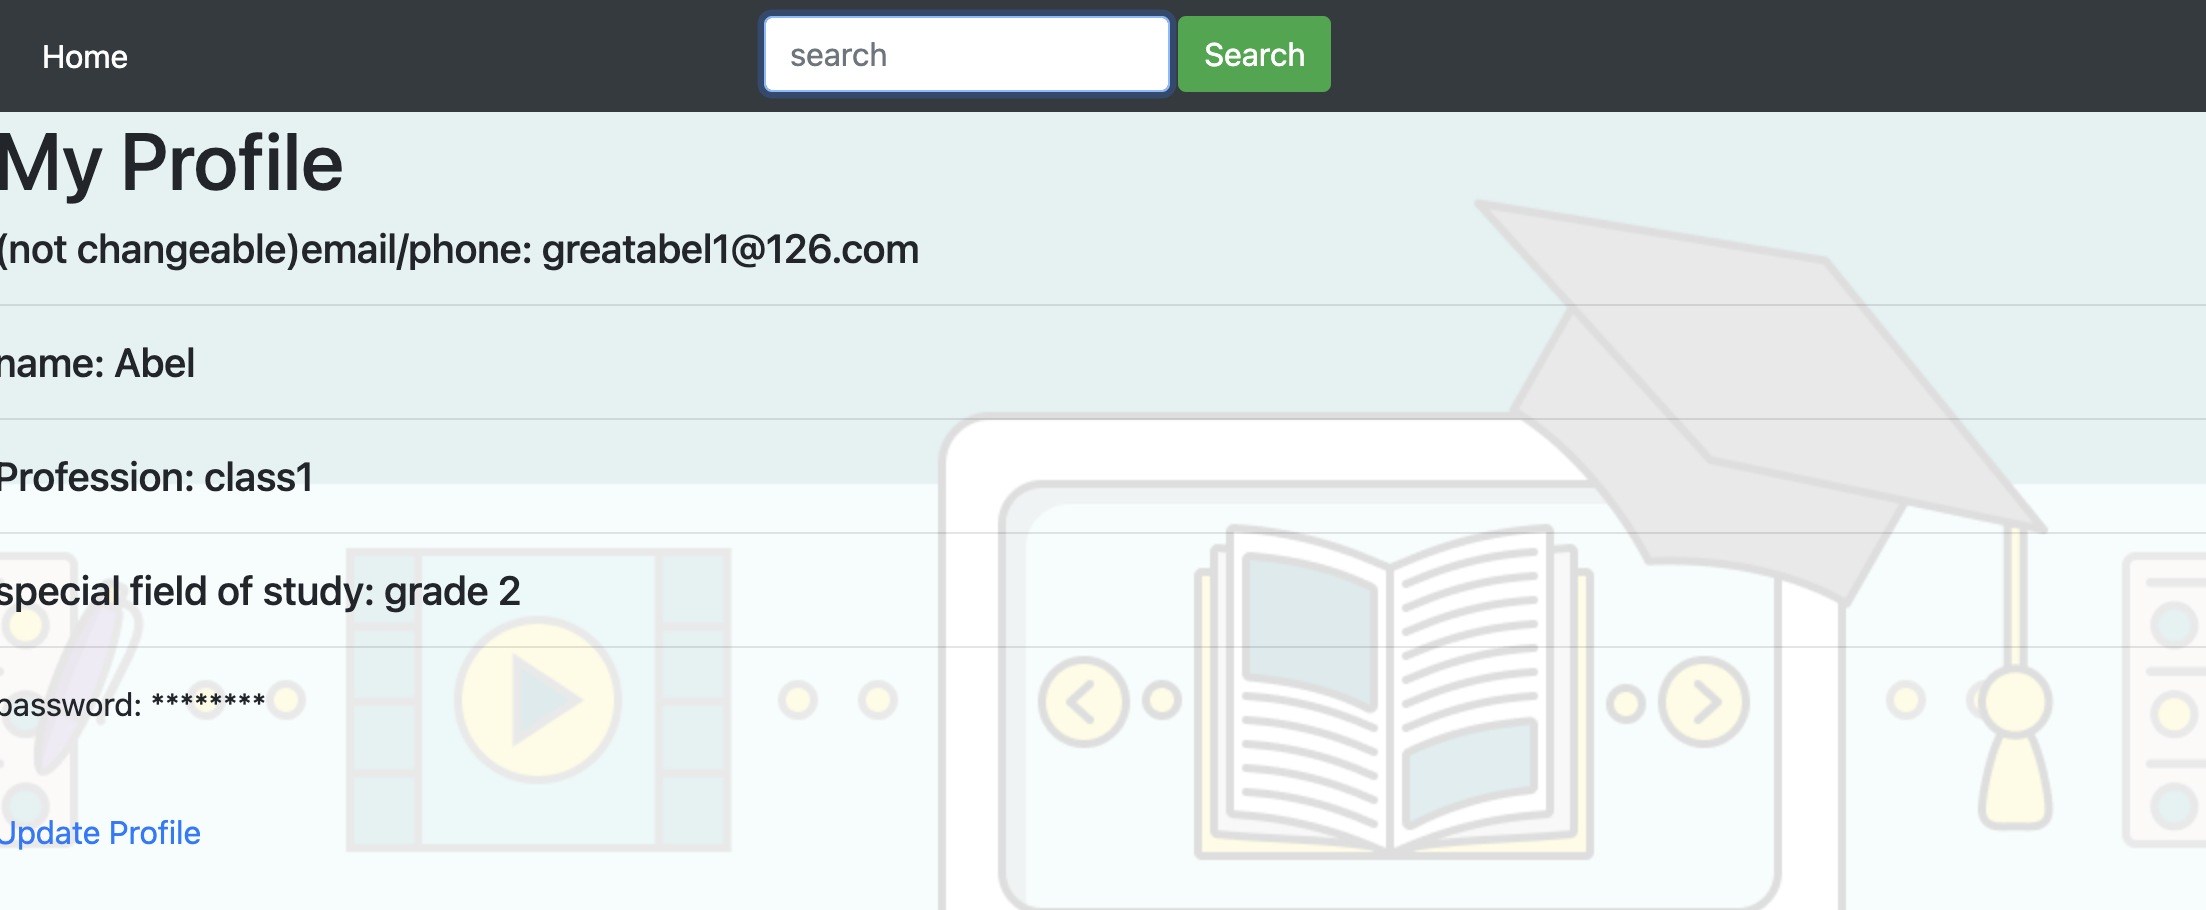 Home
search
Search
My Profile
(not changeable)email/phone: greatabel1@126.com
name: Abel
Profession: class1
special field of study: grade 2
password: ********
Update Profile